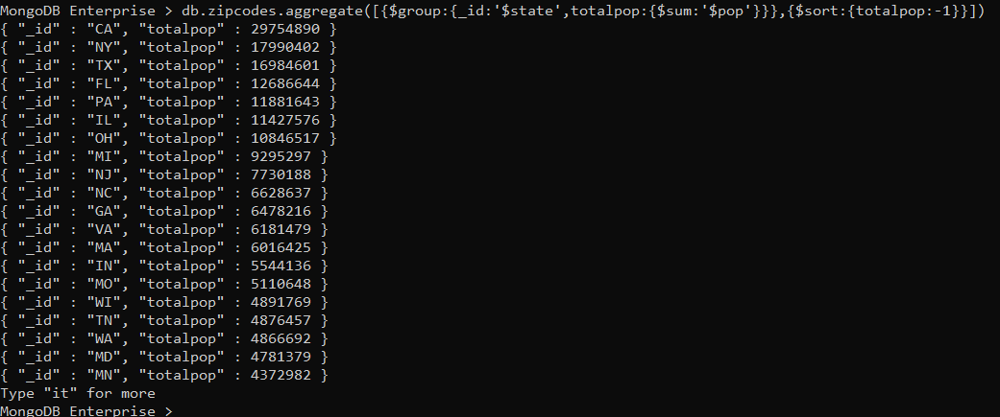 MongoDB Enterprise > db.zipcodes.aggregate([{$group:{_id:'$state',totalpop:{$sum:'$pop'}}},{$sort:{totalpop:-1}}])
{ "_id" : "CA", "totalpop" : 29754890 }
{ "_id" : "NY", "totalpop" : 17990402 }
{ "_id" : "TX", "totalpop" : 16984601 }
{ "_id" : "FL", "totalpop" : 12686644 }
{ "_id" : "PA", "totalpop" : 11881643 }
{ "_id" : "IL", "totalpop" : 11427576 }
{ "_id" : "OH", "totalpop" : 10846517 }
{ "_id" : "MI", "totalpop" : 9295297 }
{ "_id" : "NJ", "totalpop" : 7730188 }
{ "_id" : "NC", "totalpop" : 6628637 }
{ "_id" : "GA", "totalpop" : 6478216 }
{ "_id" : "VA", "totalpop" : 6181479 }
{ "_id" : "MA", "totalpop" : 6016425 }
{ "_id" : "IN", "totalpop" : 5544136 }
{ "_id" : "MO", "totalpop" : 5110648 }
{ "_id" : "WI", "totalpop" : 4891769 }
{ "_id" : "TN", "totalpop" : 4876457 }
{ "_id" : "WA", "totalpop" : 4866692 }
{ "_id" : "MD", "totalpop" : 4781379 }
{ "_id" : "MN", "totalpop" : 4372982 }
Type "it" for more
MongoDB Enterprise >